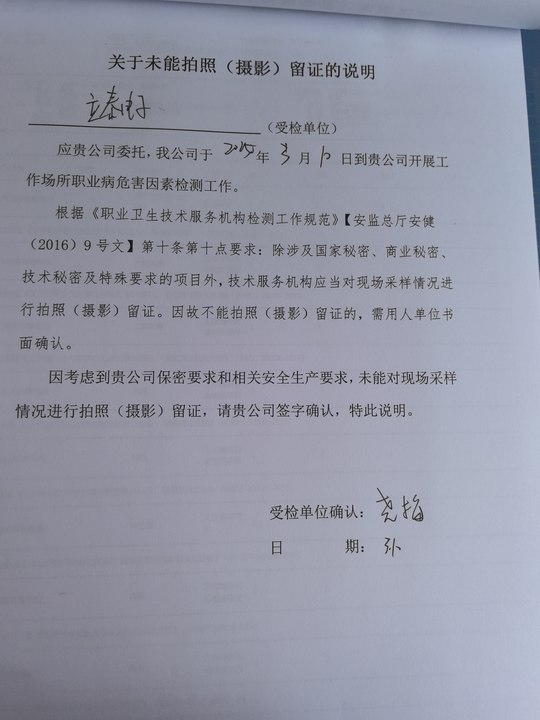 关于未能拍照（摄影）留证的说明
（受检单位）
应贵公司委托，我公司于 年 3 月 10 日到贵公司开展工
作场所职业病危害因素检测工作。
根据《职业卫生技术服务机构检测工作规范》【安监总厅安健
（2016）9号文】第十条第十点要求：除涉及国家秘密、商业秘密、
技术秘密及特殊要求的项目外，技术服务机构应当对现场采样情况进
行拍照（摄影）留证。因故不能拍照（摄影）留证的，需用人单位书
面确认。
因考虑到贵公司保密要求和相关安全生产要求，未能对现场采样
情况进行拍照（摄影）留证，请贵公司签字确认，特此说明。
受检单位确认：
日 期：